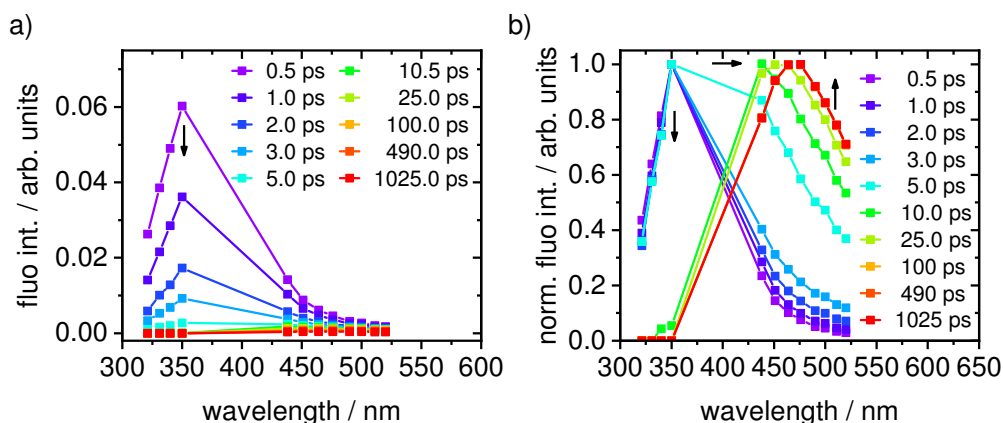 a)
fluo int. / arb. units
0.06
0.04
0.02
0.00
0.5 ps
1.0 ps
2.0 ps
3.0 ps
5.0 ps
10.5 ps
25.0 ps
100.0 ps
490.0 ps
1025.0 ps
300 350 400 450 500 550 600
wavelength / nm
b)
norm. fluo int. / arb. units
1.0
0.8
0.6
0.4
0.2
0.0
0.5 ps
1.0 ps
2.0 ps
3.0 ps
5.0 ps
10.0 ps
25.0 ps
100 ps
490 ps
1025 ps
300 350 400 450 500 550 600 650
wavelength / nm